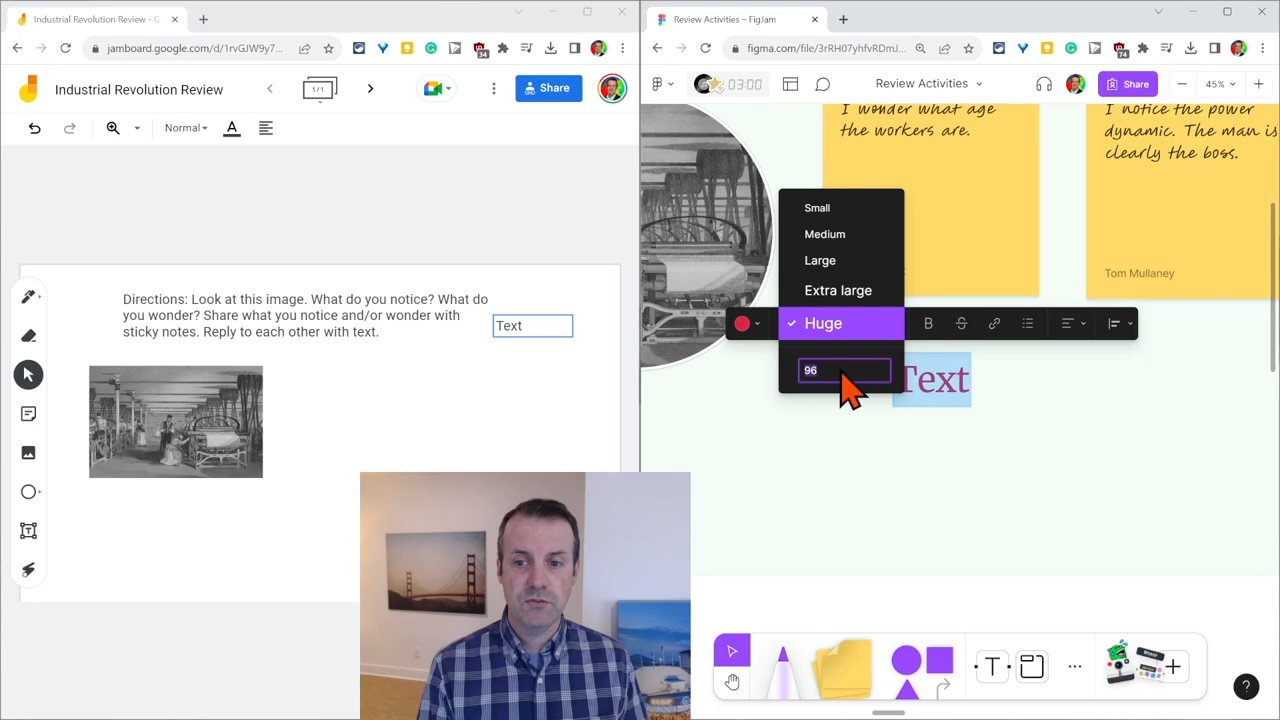 Industrial Revolution Review - G
jamboard.google.com/d/1rvGJW9y7...
34
Industrial Revolution Review
1/1
Share
Normal
A
Directions: Look at this image. What do you notice? What do
you wonder? Share what you notice and/or wonder with
sticky notes. Reply to each other with text.
Text
Review Activities – FigJam
figma.com/file/3rRH07yhfvRDmJ...
74
03:00
Review Activities
Share
45%
I wonder what age
the workers are.
I notice the power
dynamic. The man is
clearly the boss.
Tom Mullaney
Small
Medium
Large
Extra large
Huge
96
B
S
Text
T
?